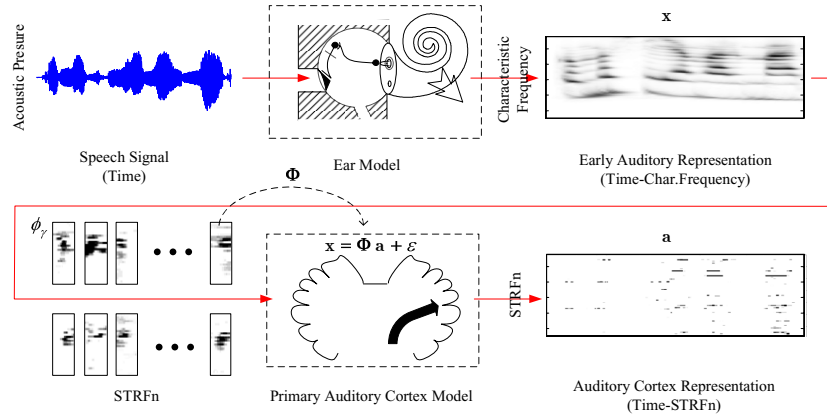 x
Acoustic Presure
Characteristic
Frequency
Speech Signal
(Time)
Ear Model
Early Auditory Representation
(Time-Char.Frequency)
Φ
ϕγ
x = Φ a + ε
a
STRFn
STRFn
Primary Auditory Cortex Model
Auditory Cortex Representation
(Time-STRFn)